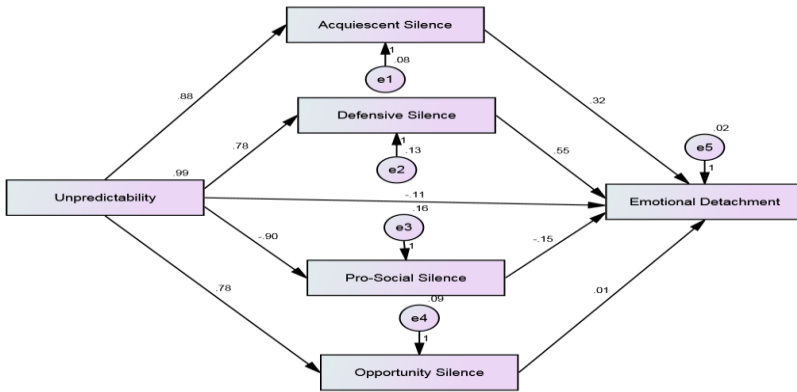 Acquiescent Silence
1
.08
e1
.88
.32
Defensive Silence
.02
e5
.78
1
.13
e2
.55
1
.99
Unpredictability
-.11
Emotional Detachment
.16
e3
-.90
1
-.15
Pro-Social Silence
.78
.09
e4
.01
1
Opportunity Silence